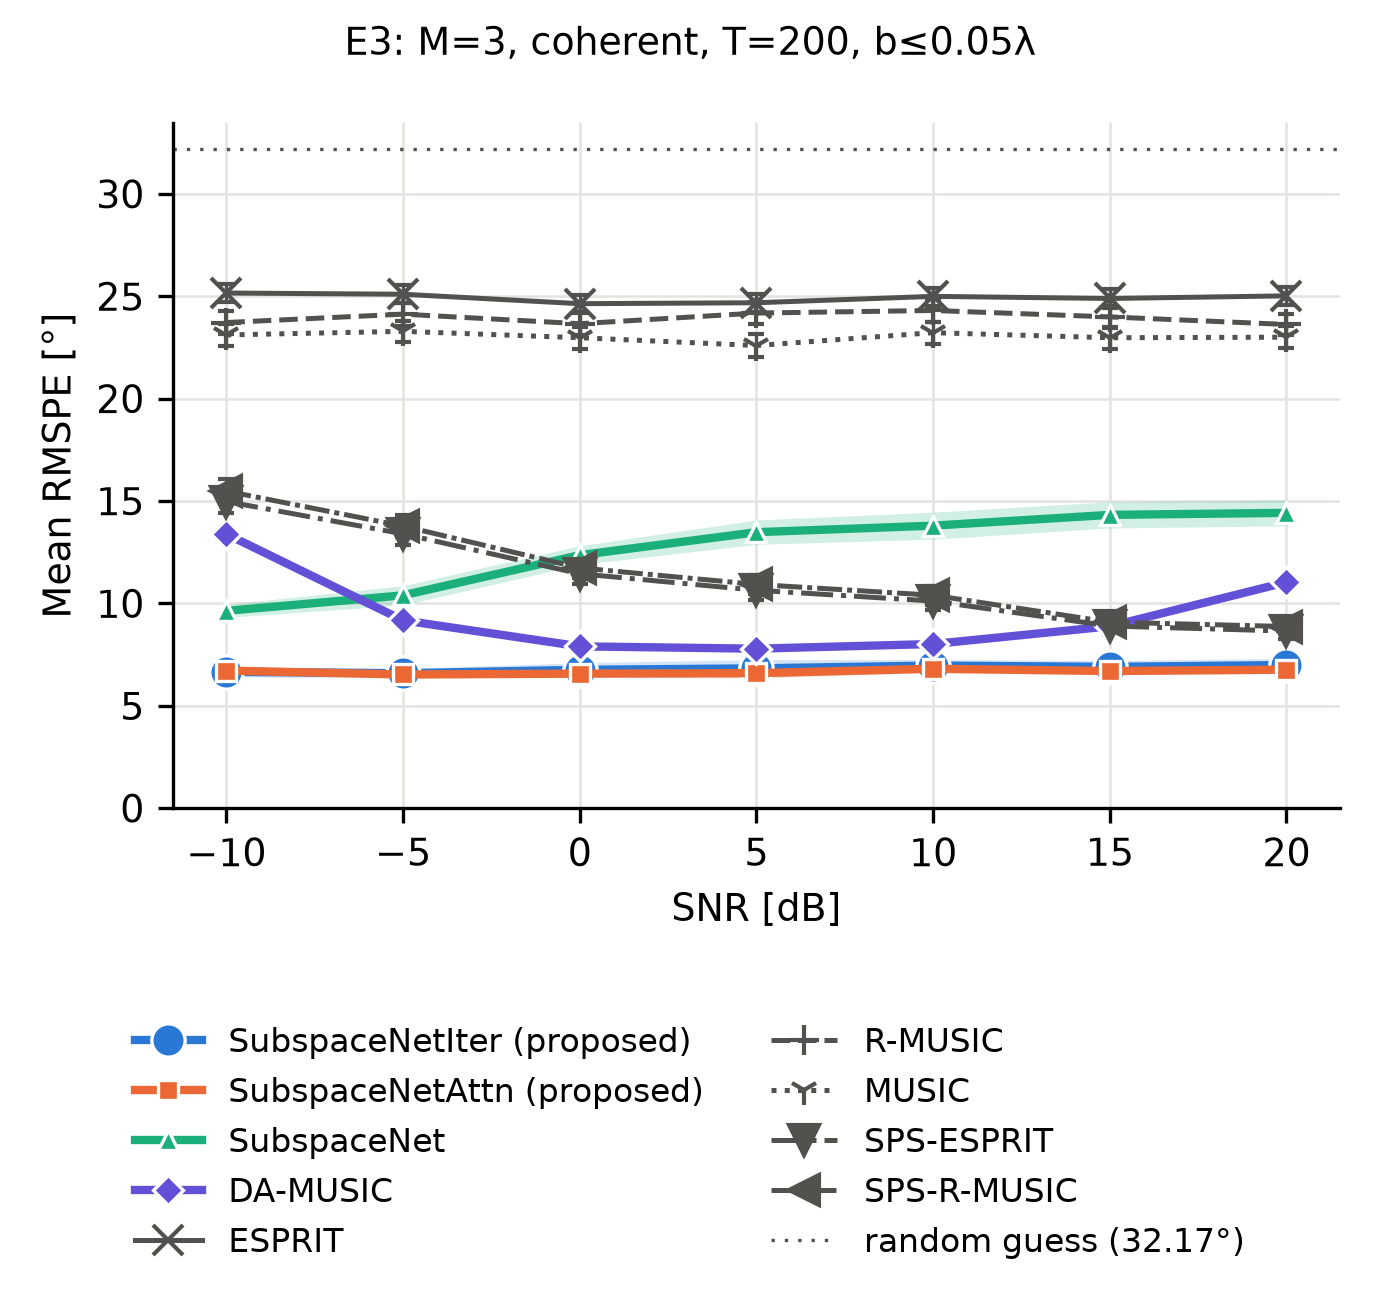 E3: M=3, coherent, T=200, b≤0.05λ
Mean RMSPE [°]
30
25
20
15
10
5
0
−10
−5
0
5
10
15
20
SNR [dB]
SubspaceNetIter (proposed)
SubspaceNetAttn (proposed)
SubspaceNet
DA-MUSIC
ESPRIT
R-MUSIC
MUSIC
SPS-ESPRIT
SPS-R-MUSIC
random guess (32.17°)